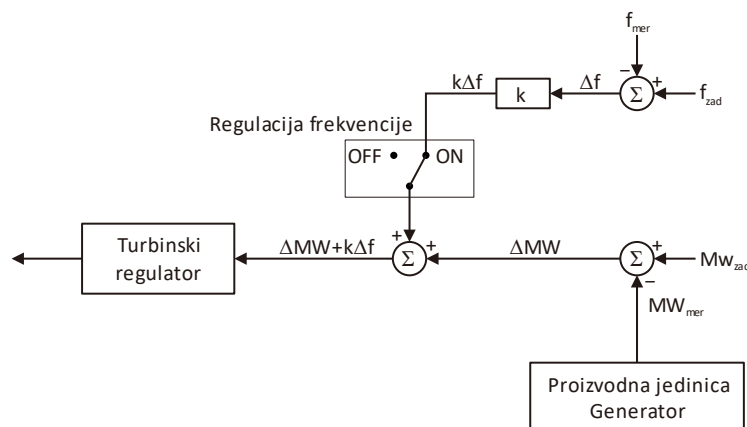 f mer
− +
kΔf
k
Δf
Σ
f zad
Regulacija frekvencije
OFF
ON
+ +
Turbinski
regulator
ΔMW+kΔf
Σ
ΔMW
+
Σ
Mw zad
−
MW mer
Proizvodna jedinica
Generator